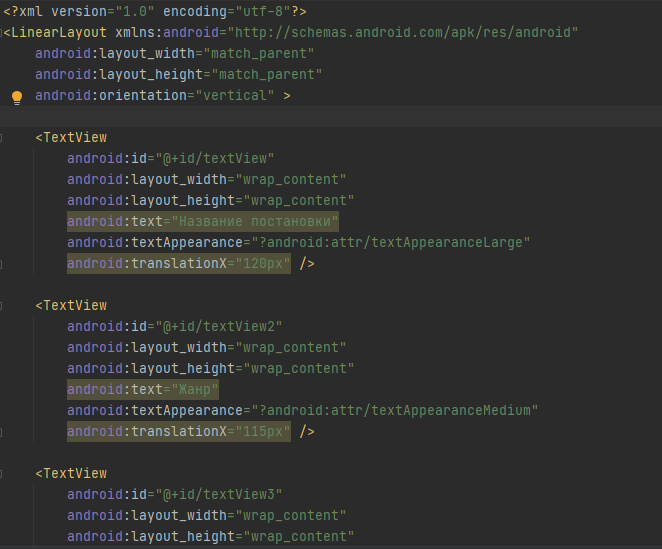 <?xml version="1.0" encoding="utf-8"?>
<LinearLayout xmlns:android="http://schemas.android.com/apk/res/android"
    android:layout_width="match_parent"
    android:layout_height="match_parent"
    android:orientation="vertical" >

    <TextView
        android:id="@+id/textView"
        android:layout_width="wrap_content"
        android:layout_height="wrap_content"
        android:text="Название постановки"
        android:textAppearance="?android:attr/textAppearanceLarge"
        android:translationX="120px" />

    <TextView
        android:id="@+id/textView2"
        android:layout_width="wrap_content"
        android:layout_height="wrap_content"
        android:text="Жанр"
        android:textAppearance="?android:attr/textAppearanceMedium"
        android:translationX="115px" />

    <TextView
        android:id="@+id/textView3"
        android:layout_width="wrap_content"
        android:layout_height="wrap_content"